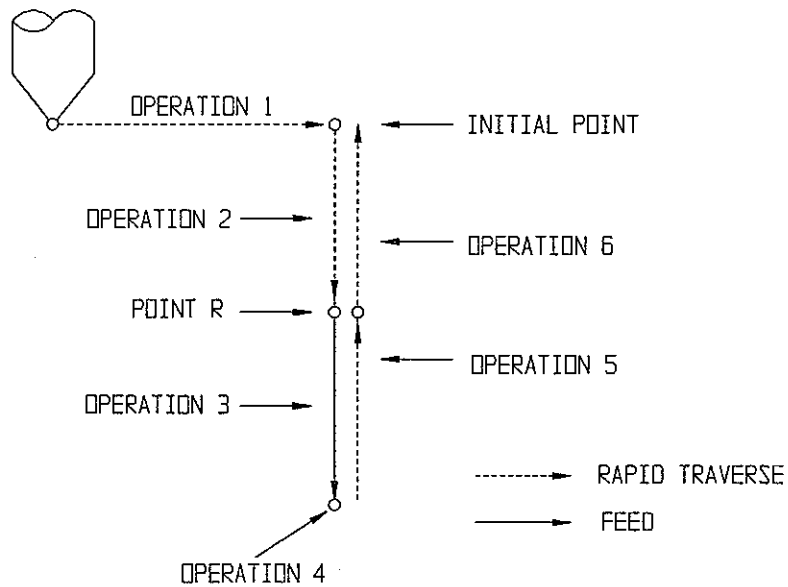 OPERATION 1
INITIAL POINT
OPERATION 2
OPERATION 6
POINT R
OPERATION 5
OPERATION 3
RAPID TRAVERSE
FEED
OPERATION 4